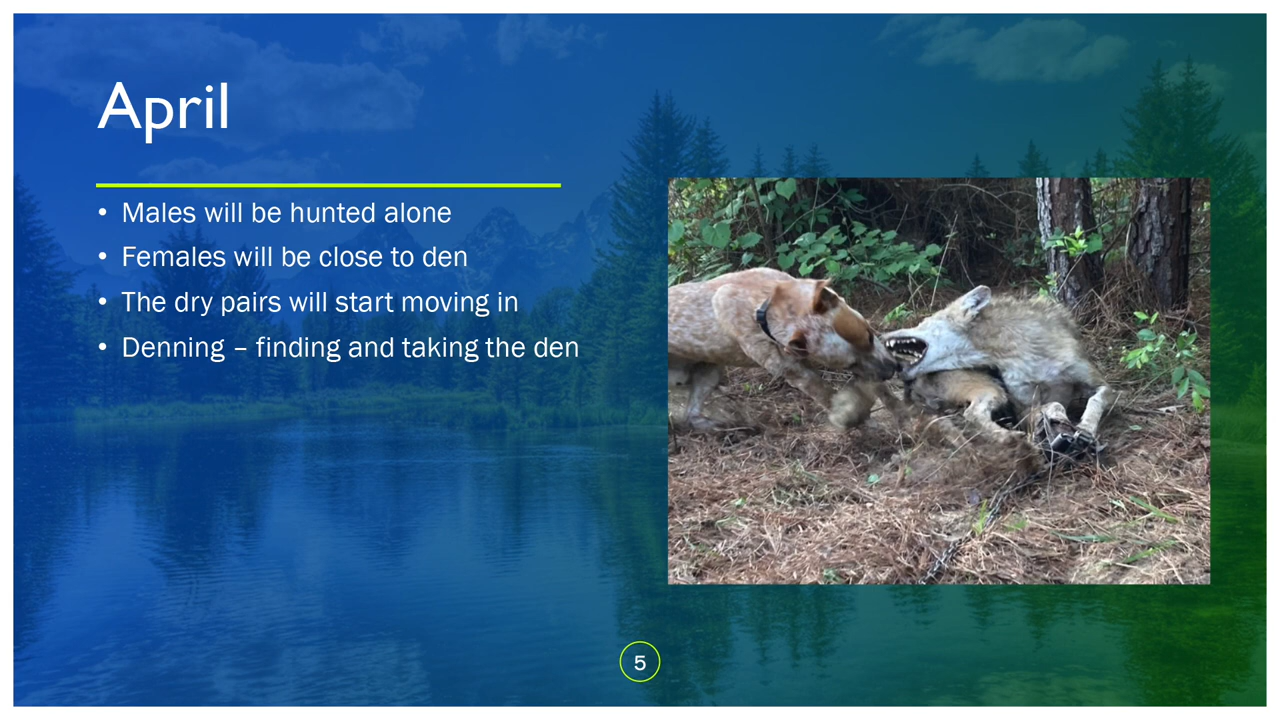 April
• Males will be hunted alone
• Females will be close to den
• The dry pairs will start moving in
• Denning – finding and taking the den
5